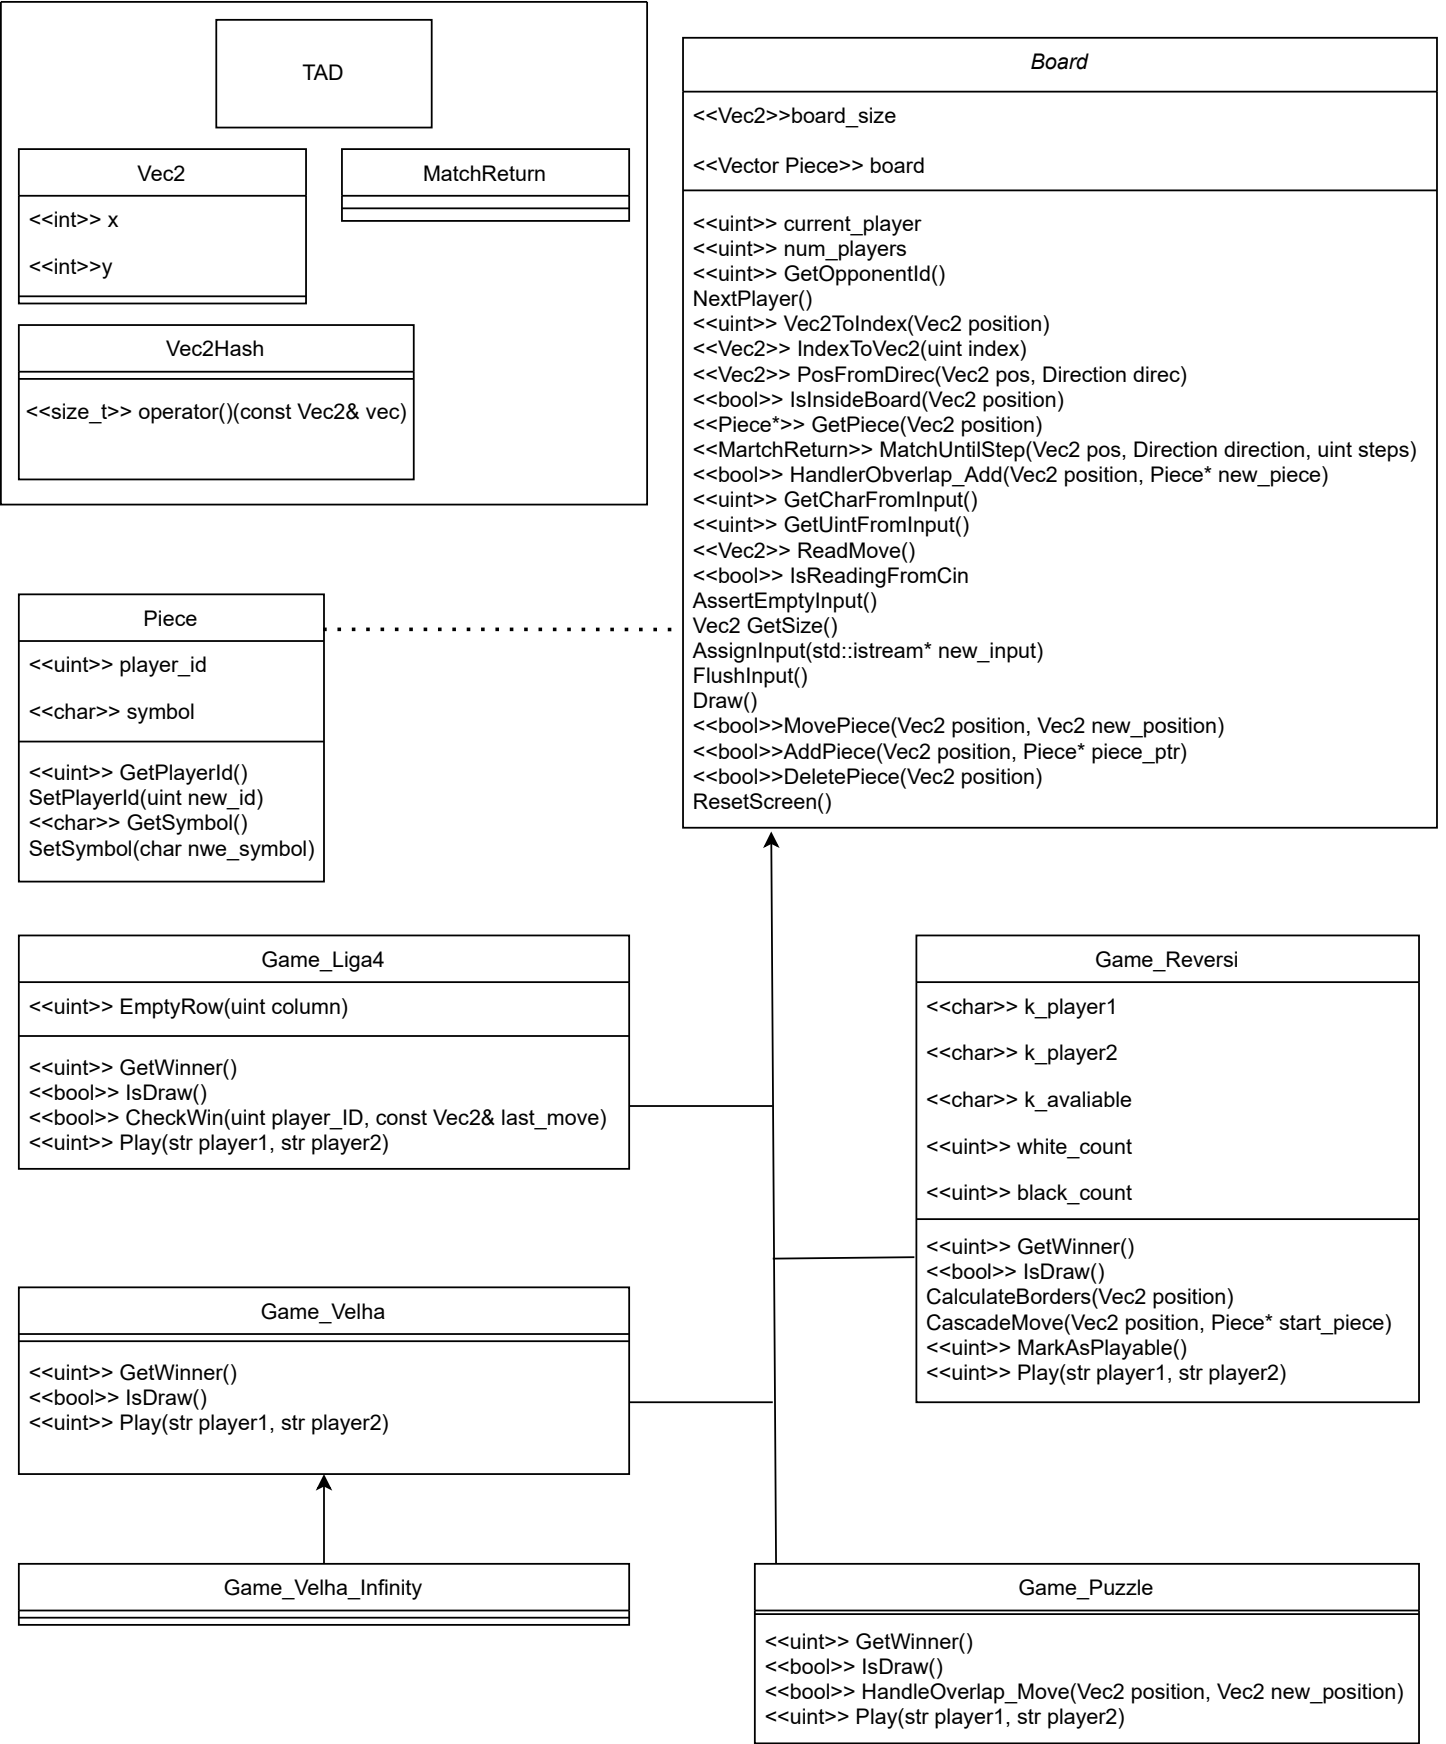 TAD
Vec2
<<int>> x
<<int>>y
MatchReturn
Vec2Hash
<<size_t>> operator()(const Vec2& vec)
Board
<<Vec2>>board_size
<<Vector Piece>> board
<<uint>> current_player
<<uint>> num_players
<<uint>> GetOpponentId()
NextPlayer()
<<uint>> Vec2ToIndex(Vec2 position)
<<Vec2>> IndexToVec2(uint index)
<<Vec2>> PosFromDirec(Vec2 pos, Direction direc)
<<bool>> IsInsideBoard(Vec2 position)
<<Piece*>> GetPiece(Vec2 position)
<<MartchReturn>> MatchUntilStep(Vec2 pos, Direction direction, uint steps)
<<bool>> HandlerObverlap_Add(Vec2 position, Piece* new_piece)
<<uint>> GetCharFromInput()
<<uint>> GetUintFromInput()
<<Vec2>> ReadMove()
<<bool>> IsReadingFromCin
AssertEmptyInput()
Vec2 GetSize()
AssignInput(std::istream* new_input)
FlushInput()
Draw()
<<bool>>MovePiece(Vec2 position, Vec2 new_position)
<<bool>>AddPiece(Vec2 position, Piece* piece_ptr)
<<bool>>DeletePiece(Vec2 position)
ResetScreen()
Piece
<<uint>> player_id
<<char>> symbol
<<uint>> GetPlayerId()
SetPlayerId(uint new_id)
<<char>> GetSymbol()
SetSymbol(char nwe_symbol)
Game_Liga4
<<uint>> EmptyRow(uint column)
<<uint>> GetWinner()
<<bool>> IsDraw()
<<bool>> CheckWin(uint player_ID, const Vec2& last_move)
<<uint>> Play(str player1, str player2)
Game_Reversi
<<char>> k_player1
<<char>> k_player2
<<char>> k_avaliable
<<uint>> white_count
<<uint>> black_count
<<uint>> GetWinner()
<<bool>> IsDraw()
CalculateBorders(Vec2 position)
CascadeMove(Vec2 position, Piece* start_piece)
<<uint>> MarkAsPlayable()
<<uint>> Play(str player1, str player2)
Game_Velha
<<uint>> GetWinner()
<<bool>> IsDraw()
<<uint>> Play(str player1, str player2)
Game_Velha_Infinity
Game_Puzzle
<<uint>> GetWinner()
<<bool>> IsDraw()
<<bool>> HandleOverlap_Move(Vec2 position, Vec2 new_position)
<<uint>> Play(str player1, str player2)